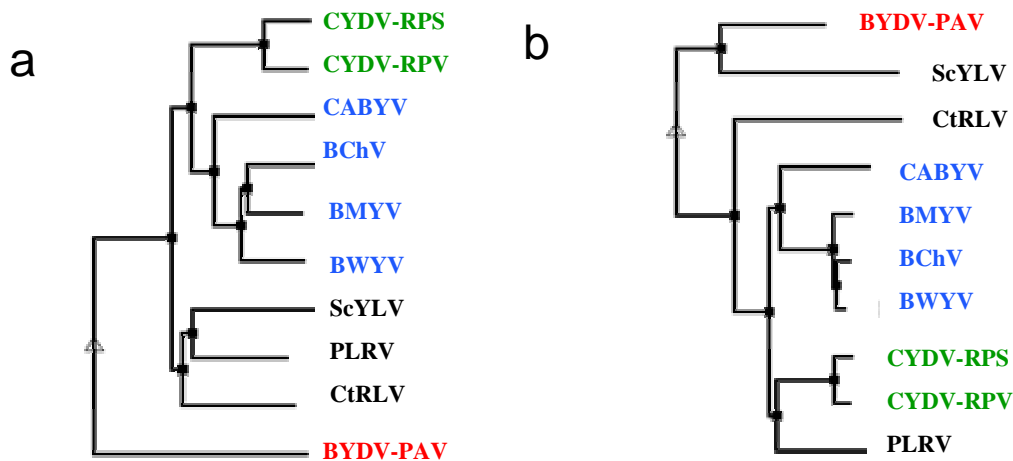 a
CYDV-RPS
CYDV-RPV
CABYV
BChV
BMYV
BWYV
ScYLV
PLRV
CtRLV
BYDV-PAV
b
BYDV-PAV
ScYLV
CtRLV
CABYV
BMYV
BChV
BWYV
CYDV-RPS
CYDV-RPV
PLRV